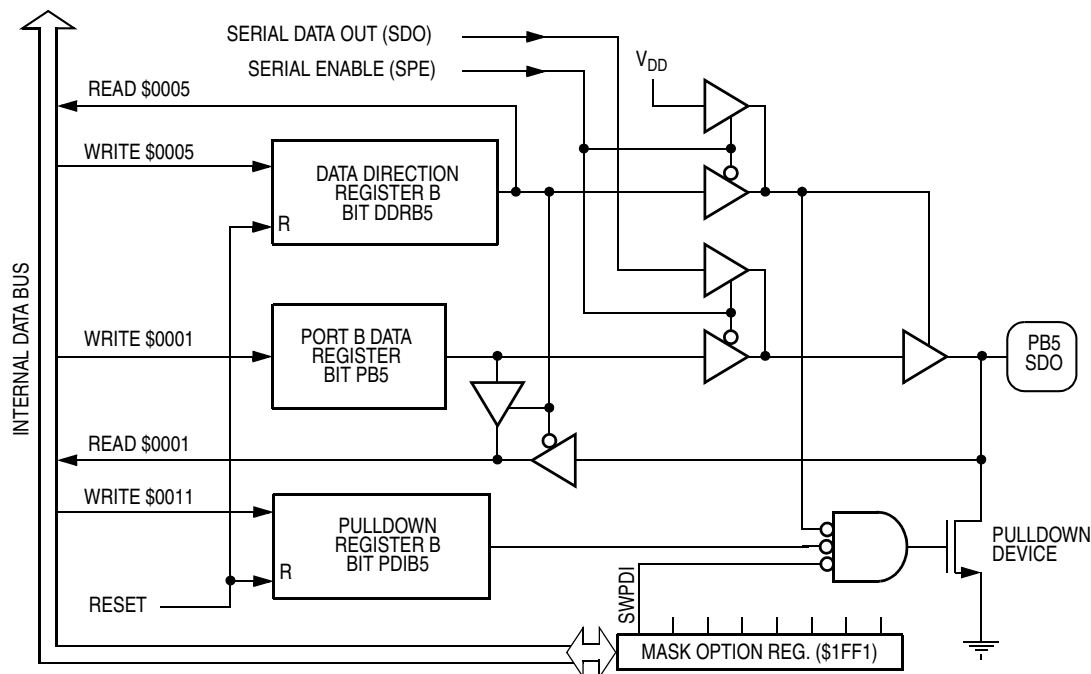 SERIAL DATA OUT (SDO)
SERIAL ENABLE (SPE)
VDD
READ $0005
WRITE $0005
DATA DIRECTION
REGISTER B
BIT DDRB5
R
INTERNAL DATA BUS
WRITE $0001
PORT B DATA
REGISTER
BIT PB5
PB5
SDO
READ $0001
WRITE $0011
PULLDOWN
REGISTER B
BIT PDIB5
R
PULLDOWN
DEVICE
RESET
SWPDI
MASK OPTION REG. ($1FF1)